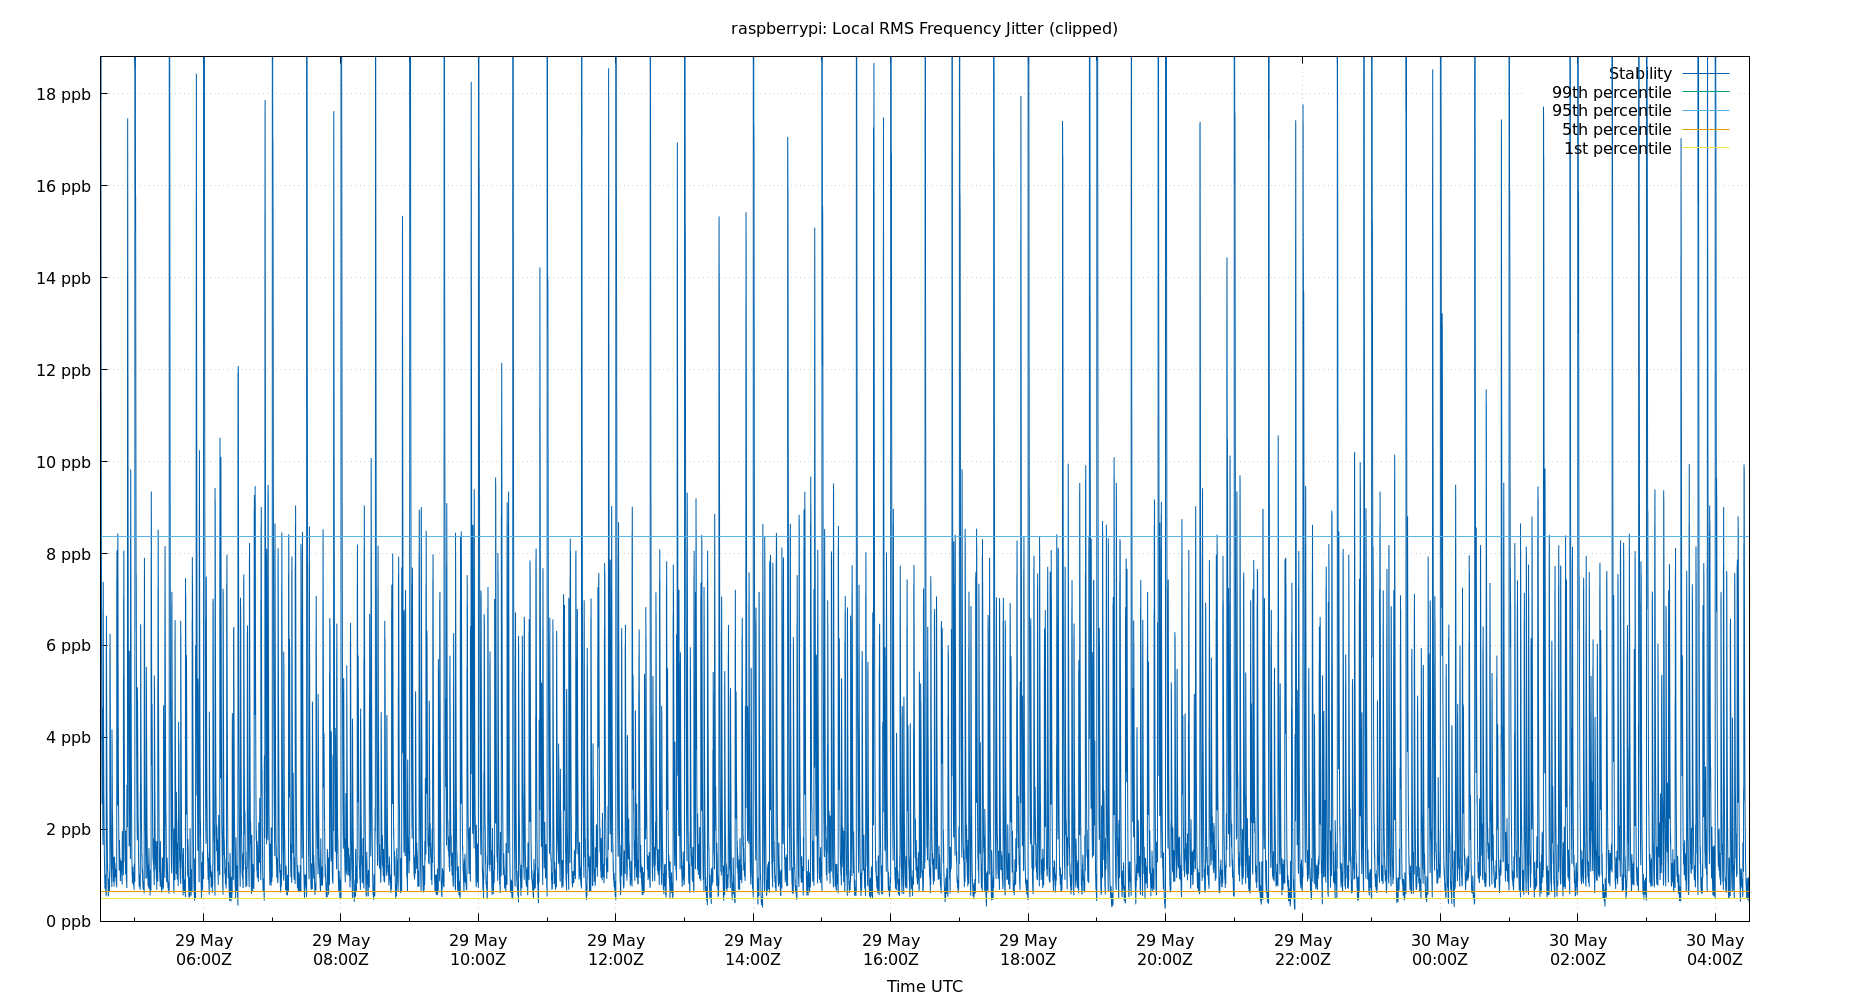 raspberrypi: Local RMS Frequency Jitter (clipped)
Stability
99th percentile
95th percentile
5th percentile
1st percentile
18 ppb
16 ppb
14 ppb
12 ppb
10 ppb
8 ppb
6 ppb
4 ppb
2 ppb
0 ppb
29 May 29 May 29 May 29 May 29 May 29 May 29 May 29 May 29 May 30 May 30 May 30 May
06:00Z 08:00Z 10:00Z 12:00Z 14:00Z 16:00Z 18:00Z 20:00Z 22:00Z 00:00Z 02:00Z 04:00Z
Time UTC